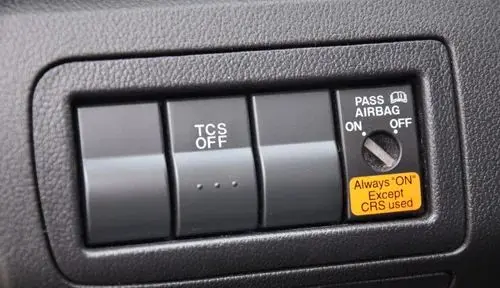 TCS
OFF
PASS
AIRBAG
ON OFF
Always "ON"
Except
CRS used